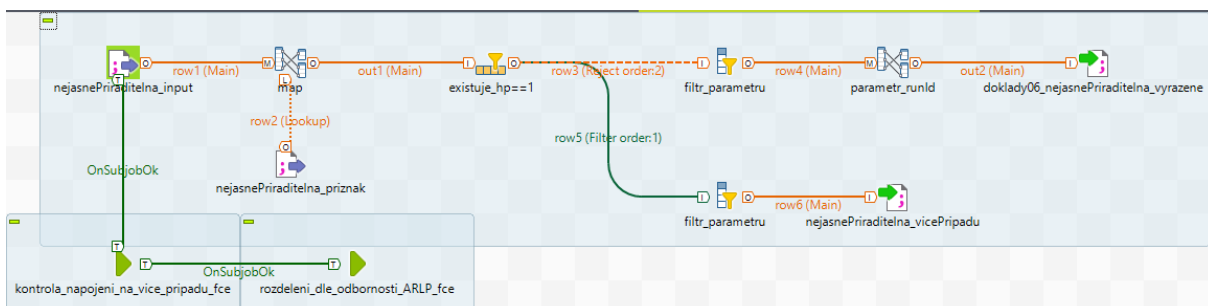 row1 (Main)
out1 (Main)
row3 (Reject order:2)
row4 (Main)
out2 (Main)
nejasnePriraditelna_input
map
existuje_hp==1
filtr_parametru
parametr_runId
doklady06_nejasnePriraditelna_vyrazene
row2 (Lookup)
row5 (Filter order:1)
OnSubjobOk
nejasnePriraditelna_priznak
row6 (Main)
filtr_parametru
nejasnePriraditelna_vicePripadu
OnSubjobOk
kontrola_napojeni_na_vice_pripadu_fce
rozdeleni_dle_odbornosti_ARLP_fce